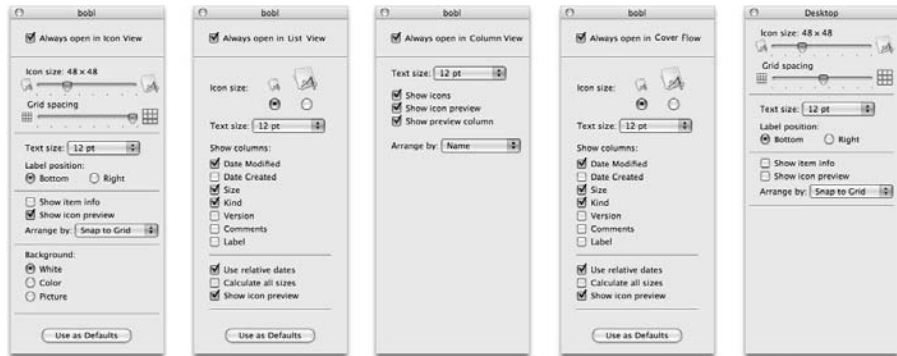 bobl
Always open in Icon View
Icon size: 48 × 48
Grid spacing
Text size: 12 pt
Label position:
Bottom Right
Show item info
Show icon preview
Arrange by: Snap to Grid
Background:
White
Color
Picture
Use as Defaults
bobl
Always open in List View
Icon size:
Text size: 12 pt
Show columns:
Date Modified
Date Created
Size
Kind
Version
Comments
Label
Use relative dates
Calculate all sizes
Show icon preview
Use as Defaults
bobl
Always open in Column View
Text size: 12 pt
Show icons
Show icon preview
Show preview column
Arrange by: Name
bobl
Always open in Cover Flow
Icon size:
Text size: 12 pt
Show columns:
Date Modified
Date Created
Size
Kind
Version
Comments
Label
Use relative dates
Calculate all sizes
Show icon preview
Use as Defaults
Desktop
Icon size: 48 × 48
Grid spacing
Text size: 12 pt
Label position:
Bottom Right
Show item info
Show icon preview
Arrange by: Snap to Grid